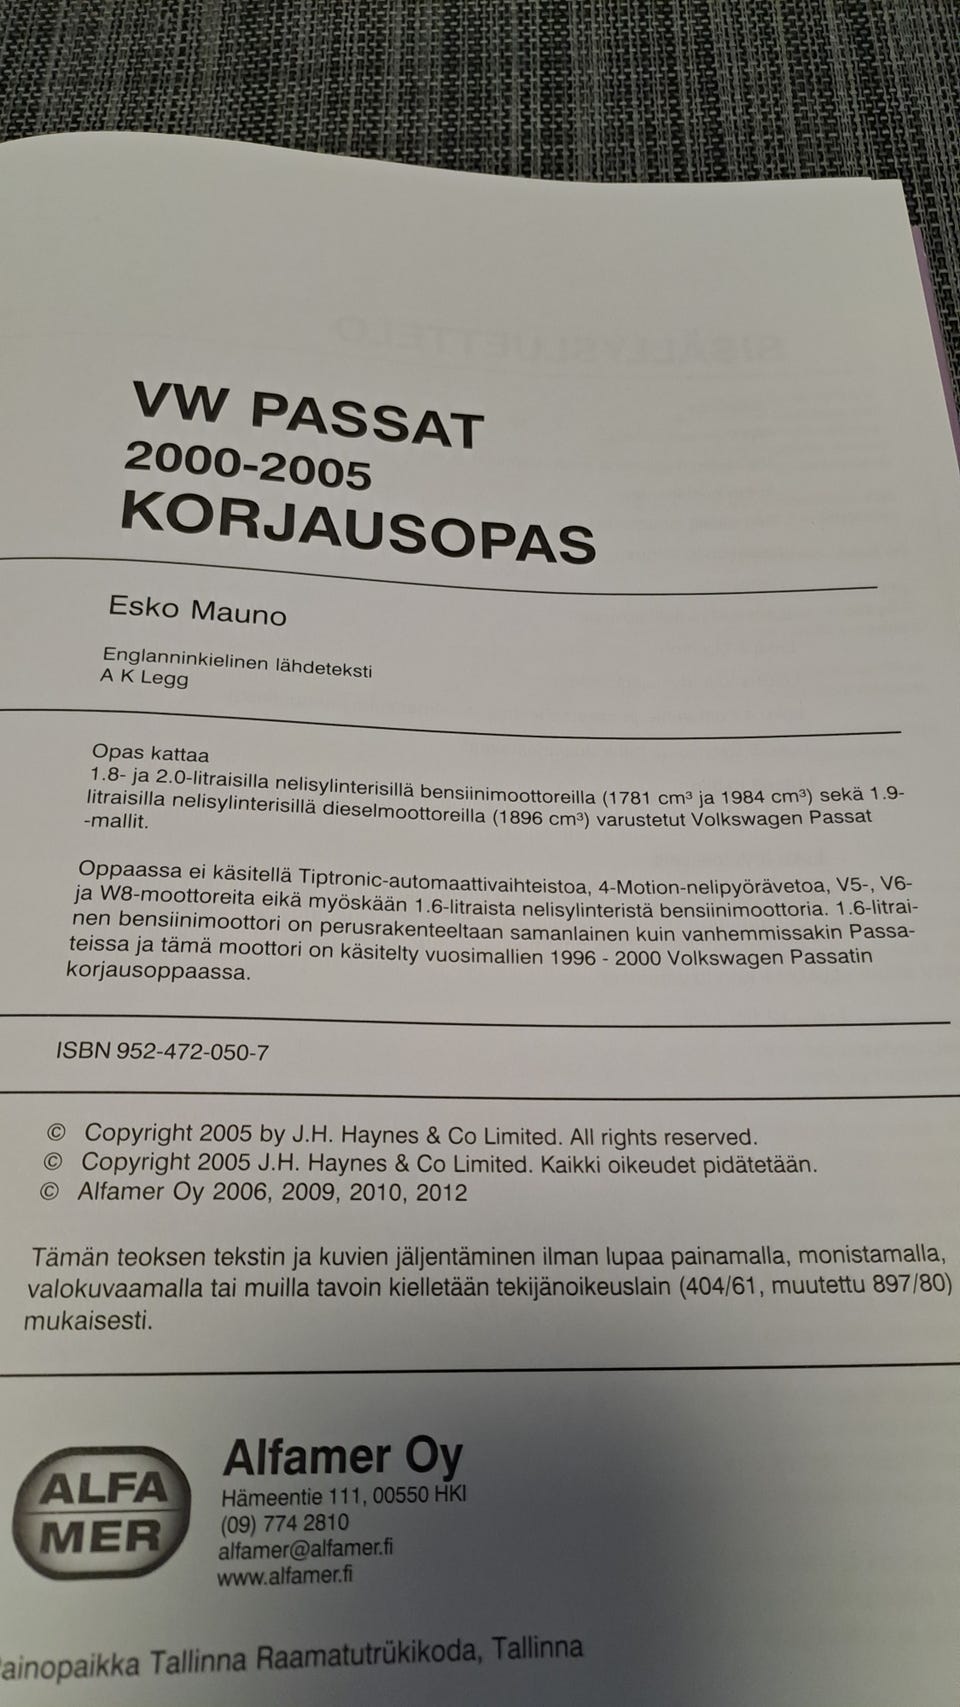 VW PASSAT
2000-2005
KORJAUSOPAS
Esko Mauno
Englanninkielinen lähdeteksti
A K Legg
Opas kattaa
1.8- ja 2.0-litraisilla nelisylinterisillä bensiinimoottoreilla (1781 cm³ ja 1984 cm³) sekä 1.9-
litraisilla nelisylinterisillä dieselmoottoreilla (1896 cm³) varustetut Volkswagen Passat
-mallit.
Oppaassa ei käsitellä Tiptronic-automaattivaihteistoa, 4-Motion-nelipyörävetoa, V5-, V6-
ja W8-moottoreita eikä myöskään 1.6-litraista nelisylinteristä bensiinimoottoria. 1.6-litrai-
nen bensiinimoottori on perusrakenteeltaan samanlainen kuin vanhemmissakin Passa-
teissa ja tämä moottori on käsitelty vuosimallien 1996 - 2000 Volkswagen Passatin
korjausoppaassa.
ISBN 952-472-050-7
© Copyright 2005 by J.H. Haynes & Co Limited. All rights reserved.
© Copyright 2005 J.H. Haynes & Co Limited. Kaikki oikeudet pidätetään.
© Alfamer Oy 2006, 2009, 2010, 2012
Tämän teoksen tekstin ja kuvien jäljentäminen ilman lupaa painamalla, monistamalla,
valokuvaamalla tai muilla tavoin kielletään tekijänoikeuslain (404/61, muutettu 897/80)
mukaisesti.
ALFA
MER
Alfamer Oy
Hämeentie 111, 00550 HKI
(09) 774 2810
alfamer@alfamer.fi
www.alfamer.fi
ainopaikka Tallinna Raamatutrükikoda, Tallinna